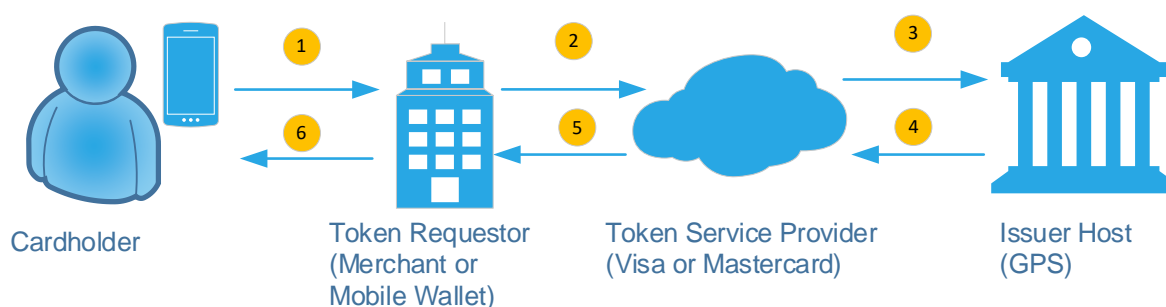 1
2
3
6
5
4
Cardholder
Token Requestor
(Merchant or
Mobile Wallet)
Token Service Provider
(Visa or Mastercard)
Issuer Host
(GPS)